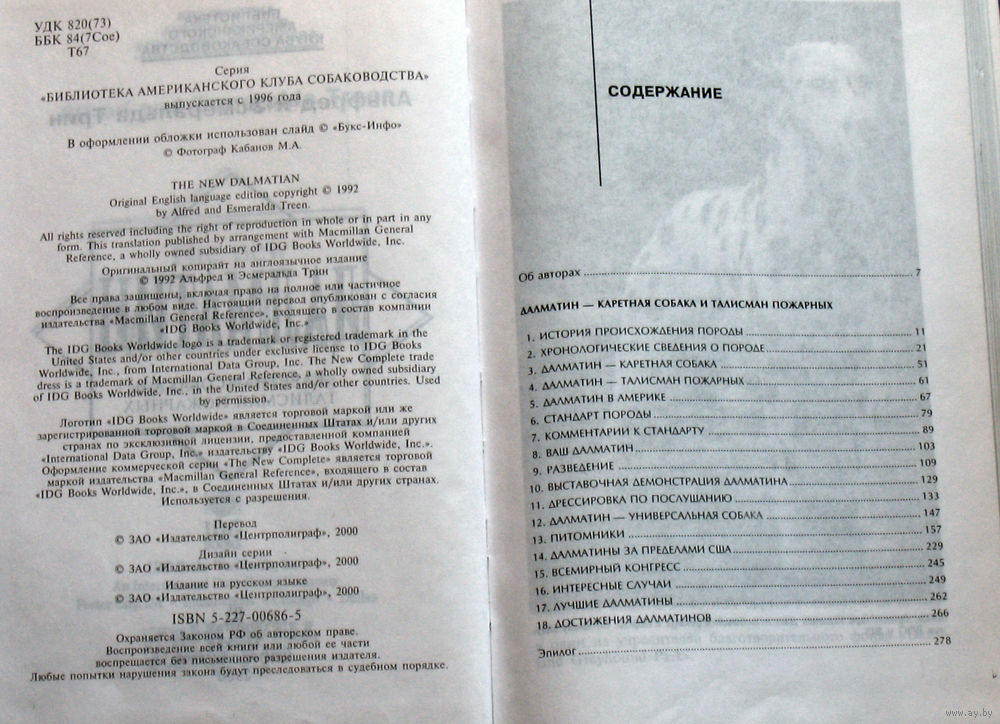 УДК 820(73)
ББК 84(7Сое)
Т67
Серия
«БИБЛИОТЕКА АМЕРИКАНСКОГО КЛУБА СОБАКОВОДСТВА»
выпускается с 1996 года
В оформлении обложки использован слайд © «Букс-Инфо»
© Фотограф Кабанов М.А.
THE NEW DALMATIAN
Original English language edition copyright © 1992
by Alfred and Esmeralda Treen.
All rights reserved including the right of reproduction in whole or in part in any
form. This translation published by arrangement with Macmillan General
Reference, a wholly owned subsidiary of IDG Books Worldwide, Inc.
Оригинальный копирайт на англоязычное издание
© 1992 Альфред и Эсмеральда Трин
Все права защищены, включая право на полное или частичное
воспроизведение в любом виде. Настоящий перевод опубликован с согласия
издательства «Macmillan General Reference», входящего в состав компании
«IDG Books Worldwide, Inc.»
The IDG Books Worldwide logo is a trademark or registered trademark in the
United States and/or other countries under exclusive license to IDG Books
Worldwide, Inc., from International Data Group, Inc. The New Complete trade
dress is a trademark of Macmillan General Reference, a wholly owned subsidiary
of IDG Books Worldwide, Inc., in the United States and/or other countries. Used
by permission.
Логотип «IDG Books Worldwide» является торговой маркой или же
зарегистрированной торговой маркой в Соединенных Штатах и/или других
странах по эксклюзивной лицензии, предоставленной компанией
«International Data Group, Inc.» издательству «IDG Books Worldwide, Inc.».
Оформление коммерческой серии «The New Complete» является торговой
маркой издательства «Macmillan General Reference», входящего в состав
«IDG Books Worldwide, Inc.», в Соединенных Штатах и/или других странах.
Используется с разрешения.
Перевод
© ЗАО «Издательство «Центрполиграф», 2000
Дизайн серии
© ЗАО «Издательство «Центрполиграф», 2000
Издание на русском языке
© ЗАО «Издательство «Центрполиграф», 2000
ISBN 5-227-00686-5
Охраняется Законом РФ об авторском праве.
Воспроизведение всей книги или любой ее части
воспрещается без письменного разрешения издателя.
Любые попытки нарушения закона будут преследоваться в судебном порядке.
СОДЕРЖАНИЕ
Об авторах ... 7
ДАЛМАТИН — КАРЕТНАЯ СОБАКА И ТАЛИСМАН ПОЖАРНЫХ
1. ИСТОРИЯ ПРОИСХОЖДЕНИЯ ПОРОДЫ ... 11
2. ХРОНОЛОГИЧЕСКИЕ СВЕДЕНИЯ О ПОРОДЕ ... 21
3. ДАЛМАТИН — КАРЕТНАЯ СОБАКА ... 51
4. ДАЛМАТИН — ТАЛИСМАН ПОЖАРНЫХ ... 61
5. ДАЛМАТИН В АМЕРИКЕ ... 67
6. СТАНДАРТ ПОРОДЫ ... 79
7. КОММЕНТАРИИ К СТАНДАРТУ ... 89
8. ВАШ ДАЛМАТИН ... 103
9. РАЗВЕДЕНИЕ ... 109
10. ВЫСТАВОЧНАЯ ДЕМОНСТРАЦИЯ ДАЛМАТИНА ... 129
11. ДРЕССИРОВКА ПО ПОСЛУШАНИЮ ... 133
12. ДАЛМАТИН — УНИВЕРСАЛЬНАЯ СОБАКА ... 147
13. ПИТОМНИКИ ... 157
14. ДАЛМАТИНЫ ЗА ПРЕДЕЛАМИ США ... 229
15. ВСЕМИРНЫЙ КОНГРЕСС ... 245
16. ИНТЕРЕСНЫЕ СЛУЧАИ ... 249
17. ЛУЧШИЕ ДАЛМАТИНЫ ... 262
18. ДОСТИЖЕНИЯ ДАЛМАТИНОВ ... 266
Эпилог ... 278
www.ay.by